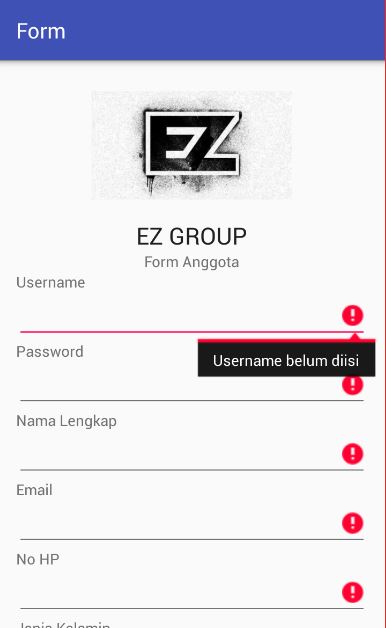 Form
EZ
EZ GROUP
Form Anggota
Username
Password
Username belum diisi
Nama Lengkap
Email
No HP
Jenis Kelamin